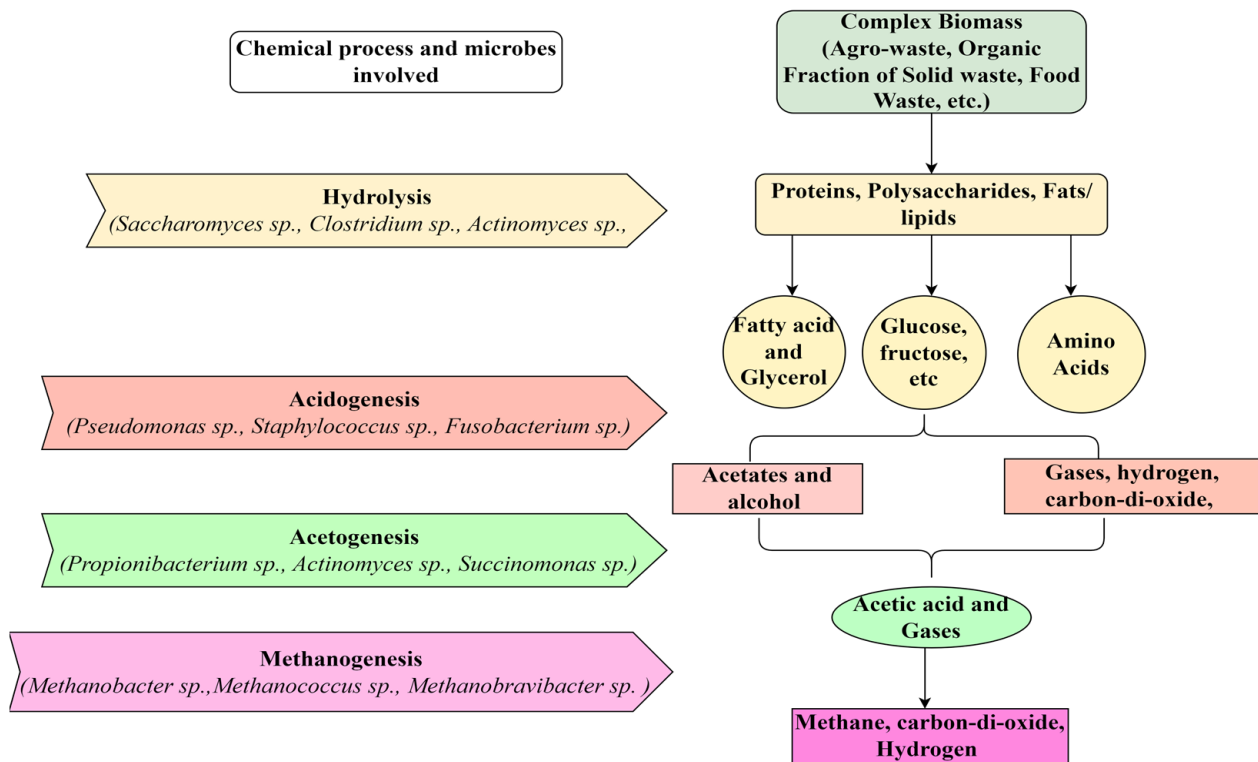 Chemical process and microbes
involved
Complex Biomass
(Agro-waste, Organic
Fraction of Solid waste, Food
Waste, etc.)
Hydrolysis
(Saccharomyces sp., Clostridium sp., Actinomyces sp.,
Proteins, Polysaccharides, Fats/
lipids
Fatty acid
and
Glycerol
Glucose,
fructose,
etc
Amino
Acids
Acidogenesis
(Pseudomonas sp., Staphylococcus sp., Fusobacterium sp.)
Acetates and
alcohol
Gases, hydrogen,
carbon-di-oxide,
Acetogenesis
(Propionibacterium sp., Actinomyces sp., Succinomonas sp.)
Acetic acid and
Gases
Methanogenesis
(Methanobacter sp.,Methanococcus sp., Methanobravibacter sp. )
Methane, carbon-di-oxide,
Hydrogen